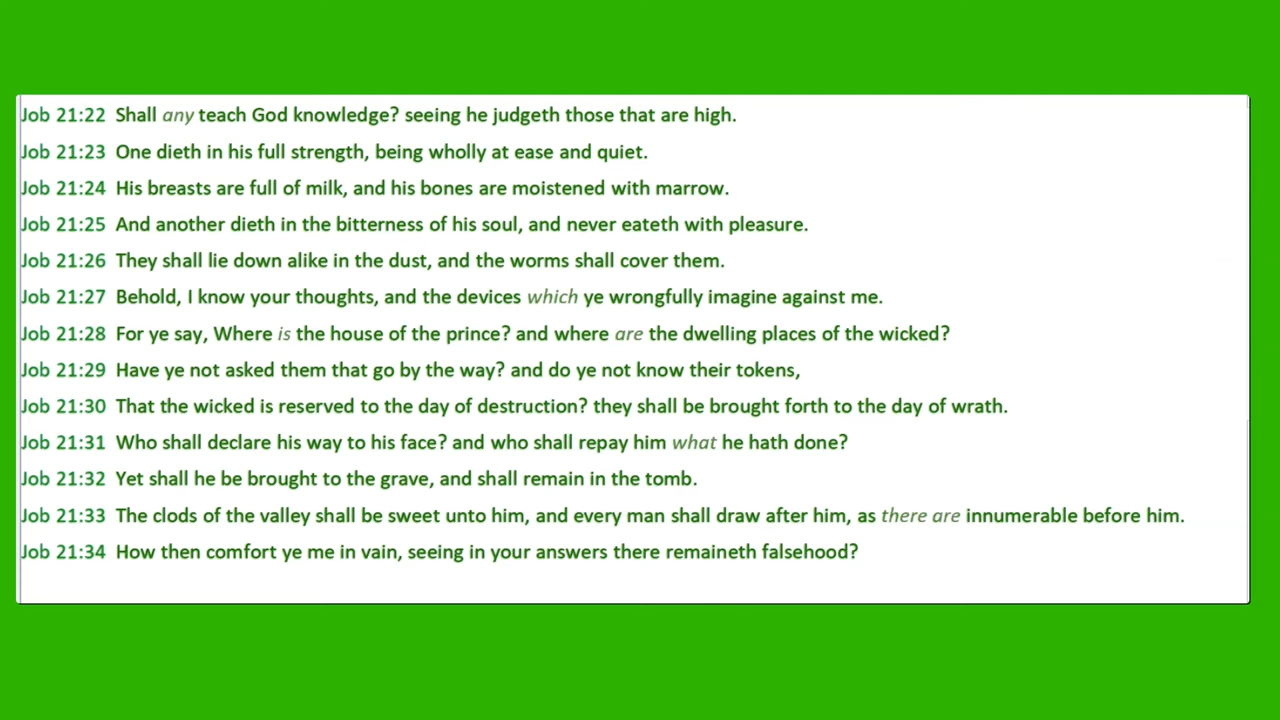 Job 21:22 Shall any teach God knowledge? seeing he judgeth those that are high.
Job 21:23 One dieth in his full strength, being wholly at ease and quiet.
Job 21:24 His breasts are full of milk, and his bones are moistened with marrow.
Job 21:25 And another dieth in the bitterness of his soul, and never eateth with pleasure.
Job 21:26 They shall lie down alike in the dust, and the worms shall cover them.
Job 21:27 Behold, I know your thoughts, and the devices which ye wrongfully imagine against me.
Job 21:28 For ye say, Where is the house of the prince? and where are the dwelling places of the wicked?
Job 21:29 Have ye not asked them that go by the way? and do ye not know their tokens,
Job 21:30 That the wicked is reserved to the day of destruction? they shall be brought forth to the day of wrath.
Job 21:31 Who shall declare his way to his face? and who shall repay him what he hath done?
Job 21:32 Yet shall he be brought to the grave, and shall remain in the tomb.
Job 21:33 The clods of the valley shall be sweet unto him, and every man shall draw after him, as there are innumerable before him.
Job 21:34 How then comfort ye me in vain, seeing in your answers there remaineth falsehood?